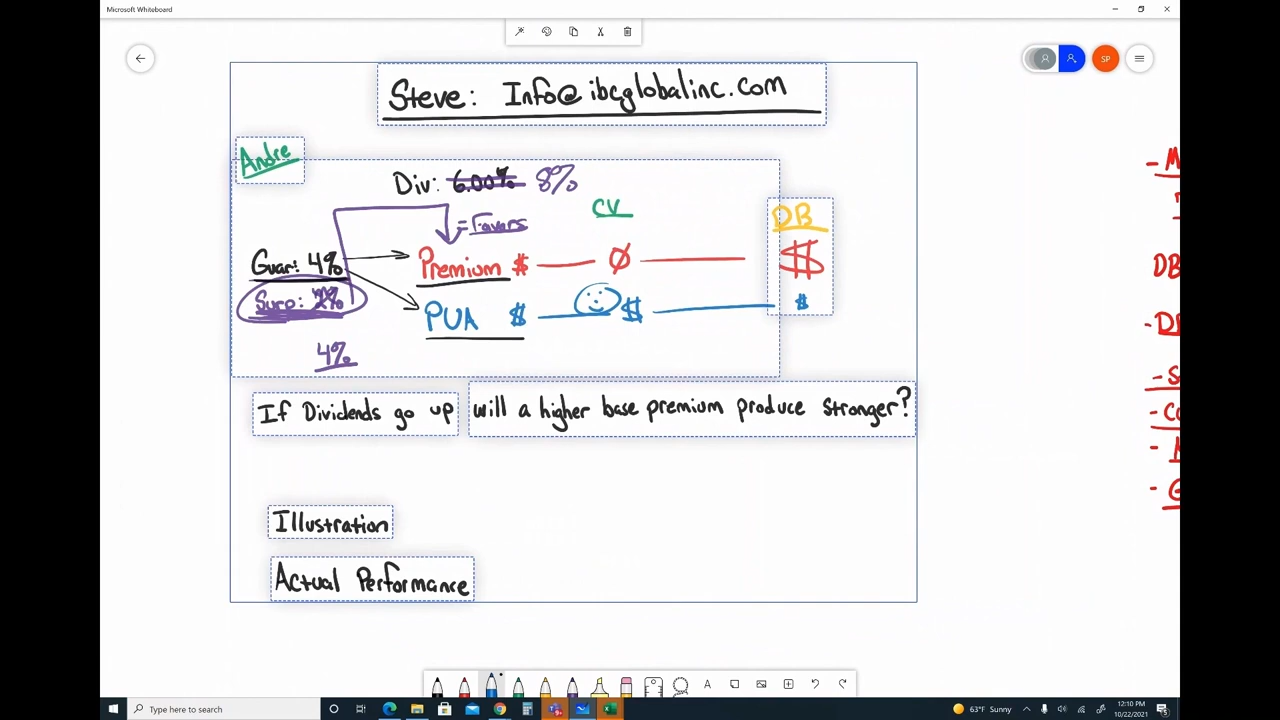 Microsoft Whiteboard
SP
Steve: Info@ibcglobalinc.com
Andre
Div: 6.00% 8%
CV
DB
= Favors
Guar: 4%
Premium $ Ø $
Surp: 2%
PUA $ $ $
4%
If Dividends go up will a higher base premium produce stronger?
Illustration
Actual Performance
DB
Type here to search
63°F Sunny
12:10 PM
10/22/2021